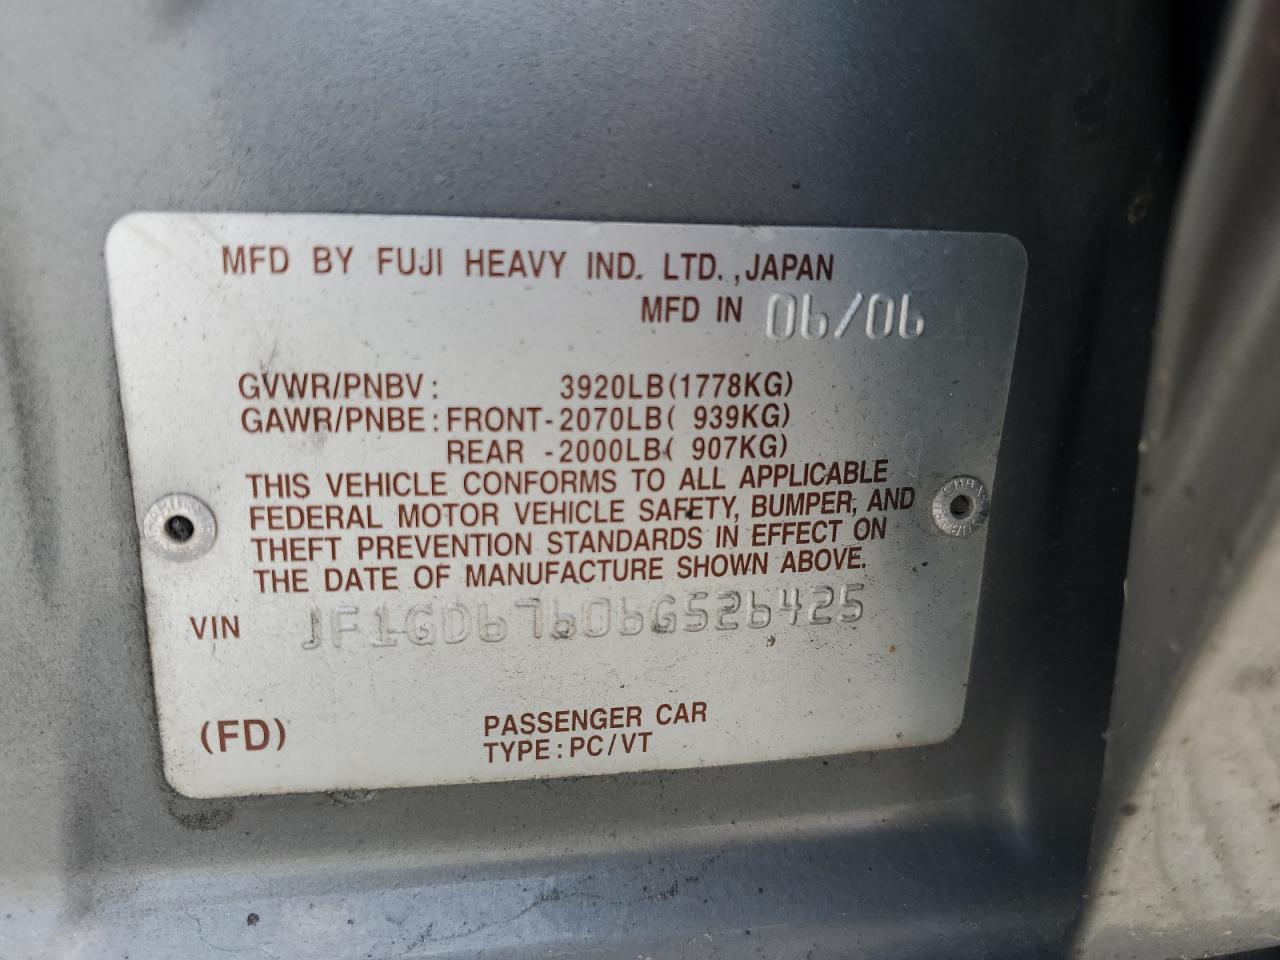 MFD BY FUJI HEAVY IND. LTD.,JAPAN
MFD IN 06/06
GVWR/PNBV: 3920LB(1778KG)
GAWR/PNBE:FRONT-2070LB( 939KG)
REAR -2000LB( 907KG)
THIS VEHICLE CONFORMS TO ALL APPLICABLE
FEDERAL MOTOR VEHICLE SAFETY, BUMPER, AND
THEFT PREVENTION STANDARDS IN EFFECT ON
THE DATE OF MANUFACTURE SHOWN ABOVE.
VIN JF1GD67606G526425
(FD) PASSENGER CAR
TYPE:PC/VT